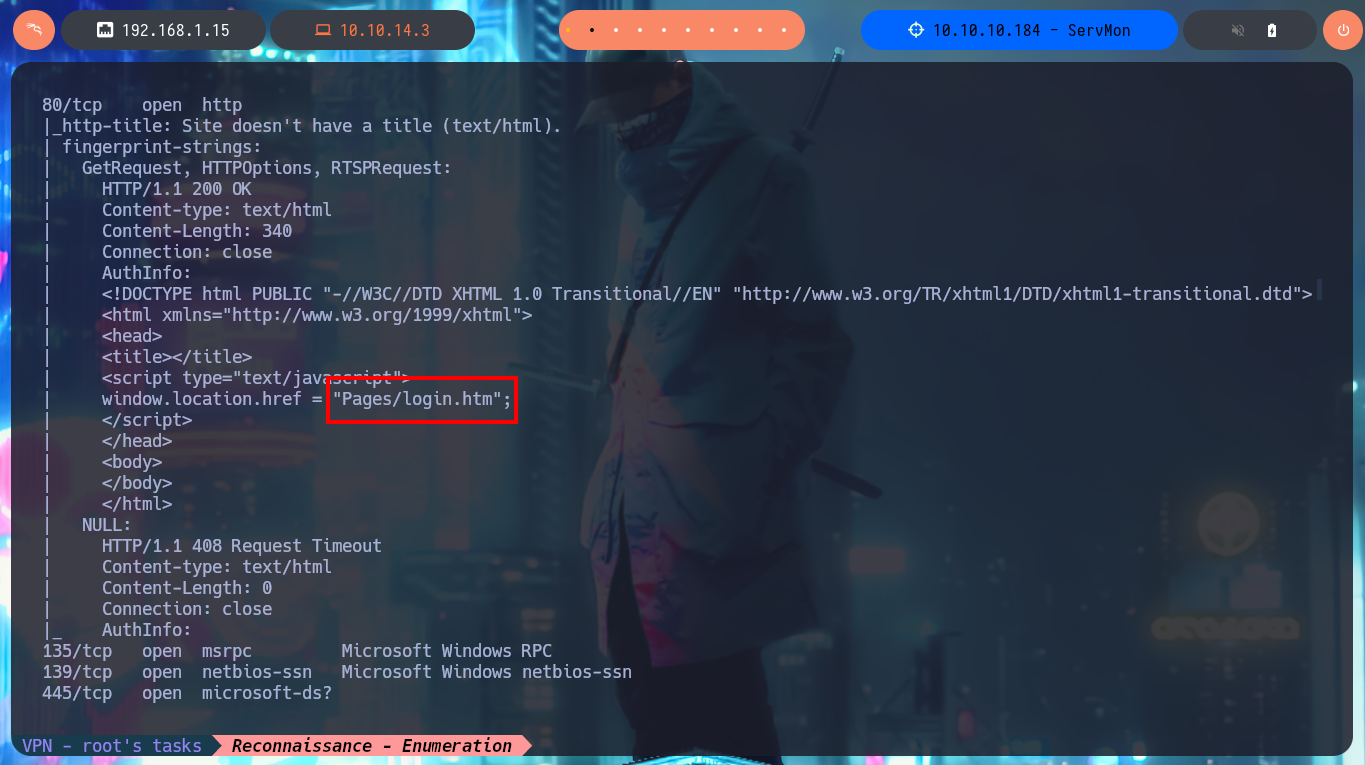 192.168.1.15
10.10.14.3
10.10.10.184 - ServMon
80/tcp    open  http
|_http-title: Site doesn't have a title (text/html).
| fingerprint-strings:
|   GetRequest, HTTPOptions, RTSPRequest:
|     HTTP/1.1 200 OK
|     Content-type: text/html
|     Content-Length: 340
|     Connection: close
|     AuthInfo:
|     <!DOCTYPE html PUBLIC "-//W3C//DTD XHTML 1.0 Transitional//EN" "http://www.w3.org/TR/xhtml1/DTD/xhtml1-transitional.dtd">
|     <html xmlns="http://www.w3.org/1999/xhtml">
|     <head>
|     <title></title>
|     <script type="text/javascript">
|     window.location.href = "Pages/login.htm";
|     </script>
|     </head>
|     <body>
|     </body>
|     </html>
|   NULL:
|     HTTP/1.1 408 Request Timeout
|     Content-type: text/html
|     Content-Length: 0
|     Connection: close
|_    AuthInfo:
135/tcp   open  msrpc         Microsoft Windows RPC
139/tcp   open  netbios-ssn   Microsoft Windows netbios-ssn
445/tcp   open  microsoft-ds?
VPN - root's tasks  Reconnaissance - Enumeration